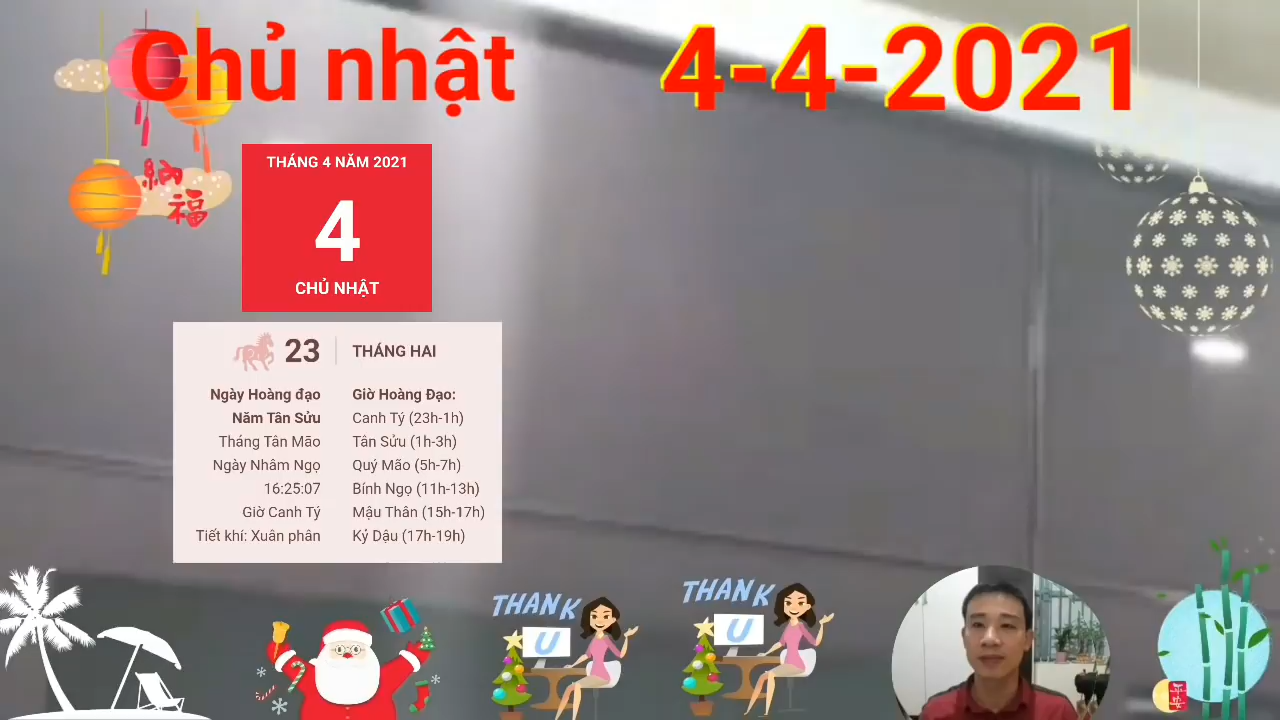 Chủ nhật 4-4-2021
納福
THÁNG 4 NĂM 2021
4
CHỦ NHẬT
23 THÁNG HAI
Ngày Hoàng đạo
Năm Tân Sửu
Tháng Tân Mão
Ngày Nhâm Ngọ
16:25:07
Giờ Canh Tý
Tiết khí: Xuân phân
Giờ Hoàng Đạo:
Canh Tý (23h-1h)
Tân Sửu (1h-3h)
Quý Mão (5h-7h)
Bính Ngọ (11h-13h)
Mậu Thân (15h-17h)
Kỷ Dậu (17h-19h)
THANK
U
THANK
U